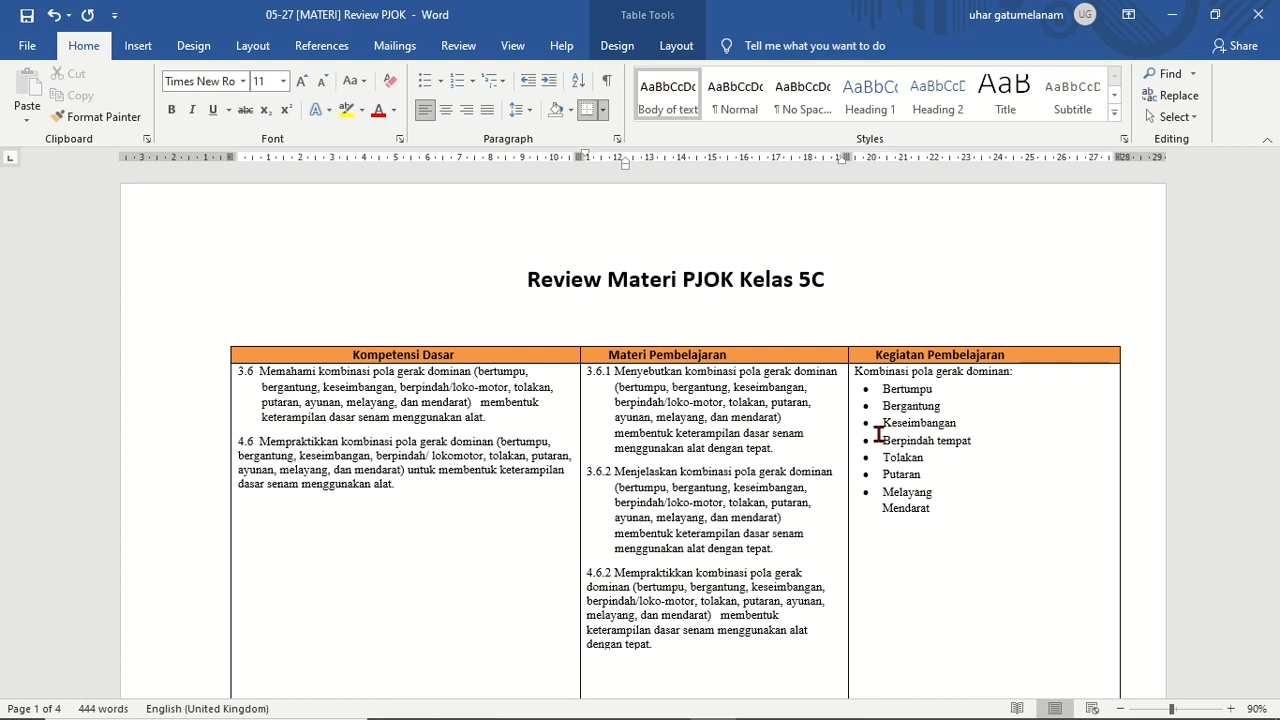 05-27 [MATERI] Review PJOK - Word
Table Tools
uhar gatumelanam
UG
File
Home
Insert
Design
Layout
References
Mailings
Review
View
Help
Design
Layout
Tell me what you want to do
Share
Paste
Cut
Copy
Format Painter
Clipboard
Times New Ro
11
Font
Paragraph
AaBbCcDc
Body of text
AaBbCcDc
¶ Normal
AaBbCcDc
¶ No Spac...
AaBbCc
Heading 1
AaBbCcD
Heading 2
AaB
Title
AaBbCcD
Subtitle
Styles
Find
Replace
Select
Editing
Review Materi PJOK Kelas 5C
Kompetensi Dasar
3.6 Memahami kombinasi pola gerak dominan (bertumpu,
bergantung, keseimbangan, berpindah/loko-motor, tolakan,
putaran, ayunan, melayang, dan mendarat) membentuk
keterampilan dasar senam menggunakan alat.
4.6 Mempraktikkan kombinasi pola gerak dominan (bertumpu,
bergantung, keseimbangan, berpindah/ lokomotor, tolakan, putaran,
ayunan, melayang, dan mendarat) untuk membentuk keterampilan
dasar senam menggunakan alat.
Materi Pembelajaran
3.6.1 Menyebutkan kombinasi pola gerak dominan
(bertumpu, bergantung, keseimbangan,
berpindah/loko-motor, tolakan, putaran,
ayunan, melayang, dan mendarat)
membentuk keterampilan dasar senam
menggunakan alat dengan tepat.
3.6.2 Menjelaskan kombinasi pola gerak dominan
(bertumpu, bergantung, keseimbangan,
berpindah/loko-motor, tolakan, putaran,
ayunan, melayang, dan mendarat)
membentuk keterampilan dasar senam
menggunakan alat dengan tepat.
4.6.2 Mempraktikkan kombinasi pola gerak
dominan (bertumpu, bergantung, keseimbangan,
berpindah/loko-motor, tolakan, putaran, ayunan,
melayang, dan mendarat) membentuk
keterampilan dasar senam menggunakan alat
dengan tepat.
Kegiatan Pembelajaran
Kombinasi pola gerak dominan:
• Bertumpu
• Bergantung
• Keseimbangan
• Berpindah tempat
• Tolakan
• Putaran
• Melayang
Mendarat
Page 1 of 4
444 words
English (United Kingdom)
90%